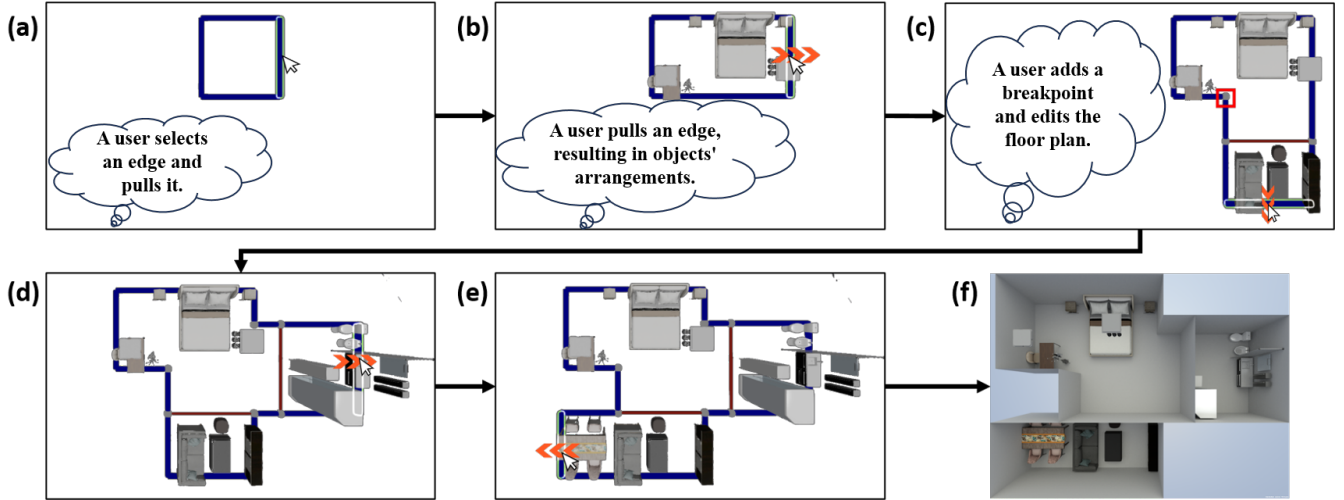 (a)
A user selects
an edge and
pulls it.
(b)
A user pulls an edge,
resulting in objects'
arrangements.
(c)
A user adds a
breakpoint
and edits the
floor plan.
(d)
(e)
(f)